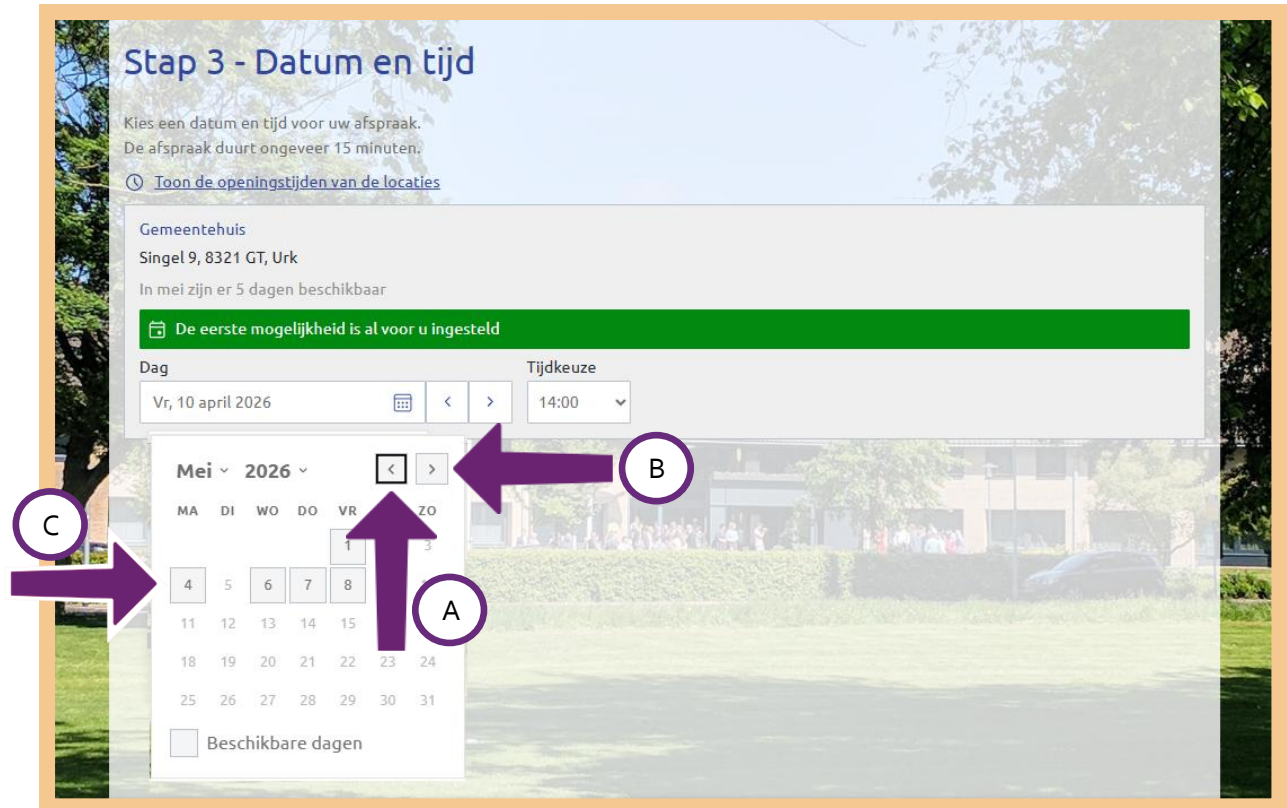 Stap 3 - Datum en tijd
Kies een datum en tijd voor uw afspraak.
De afspraak duurt ongeveer 15 minuten.
Toon de openingstijden van de locaties
Gemeentehuis
Singel 9, 8321 GT, Urk
In mei zijn er 5 dagen beschikbaar
De eerste mogelijkheid is al voor u ingesteld
Dag Tijdkeuze
Vr, 10 april 2026 < > 14:00
Mei 2026 < >
B
MA DI WO DO VR ZO
C
1 3
4 5 6 7 8
A
11 12 13 14 15
18 19 20 21 22 23 24
25 26 27 28 29 30 31
Beschikbare dagen